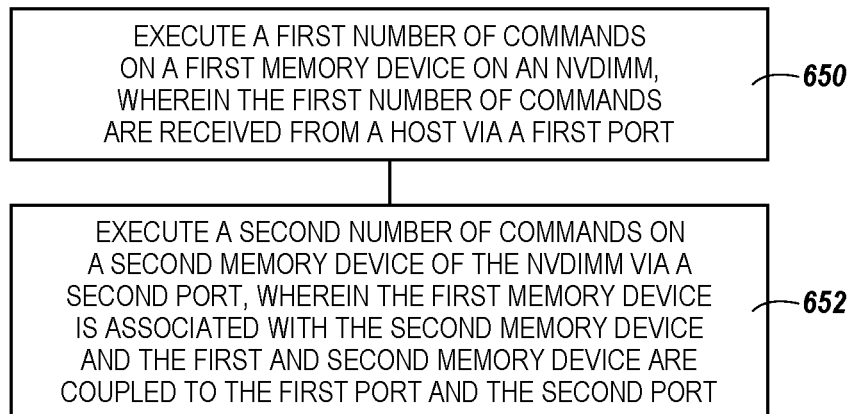 EXECUTE A FIRST NUMBER OF COMMANDS
ON A FIRST MEMORY DEVICE ON AN NVDIMM,
WHEREIN THE FIRST NUMBER OF COMMANDS
ARE RECEIVED FROM A HOST VIA A FIRST PORT
650
EXECUTE A SECOND NUMBER OF COMMANDS ON
A SECOND MEMORY DEVICE OF THE NVDIMM VIA A
SECOND PORT, WHEREIN THE FIRST MEMORY DEVICE
IS ASSOCIATED WITH THE SECOND MEMORY DEVICE
AND THE FIRST AND SECOND MEMORY DEVICE ARE
COUPLED TO THE FIRST PORT AND THE SECOND PORT
652